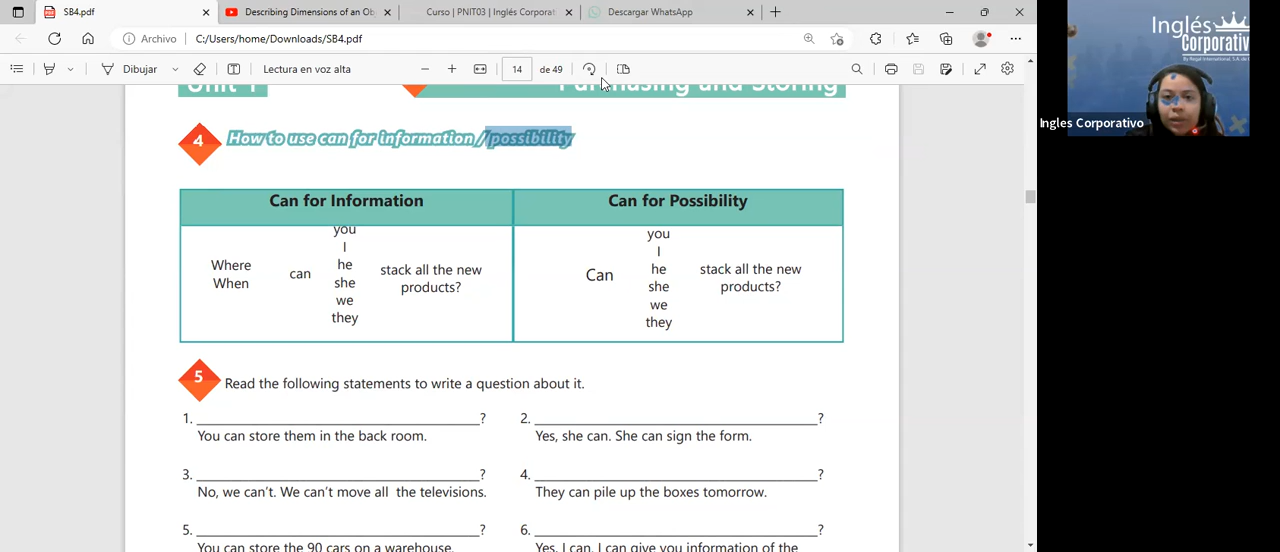 SB4.pdf
Describing Dimensions of an Ob
Curso | PNIT03 | Inglés Corporati
Descargar WhatsApp
Archivo
C:/Users/home/Downloads/SB4.pdf
Dibujar
Lectura en voz alta
14
de 49
Unit 1
Purchasing and Storing
4
How to use can for information / possibility
Can for Information
Can for Possibility
Where
When
can
you
I
he
she
we
they
stack all the new
products?
Can
you
I
he
she
we
they
stack all the new
products?
5
Read the following statements to write a question about it.
1. ?
You can store them in the back room.
2. ?
Yes, she can. She can sign the form.
3. ?
No, we can't. We can't move all the televisions.
4. ?
They can pile up the boxes tomorrow.
5. ?
You can store the 90 cars on a warehouse.
6. ?
Yes, I can. I can give you information of the
Inglés
Corporativ
By Regal International, S.A. de
Ingles Corporativo